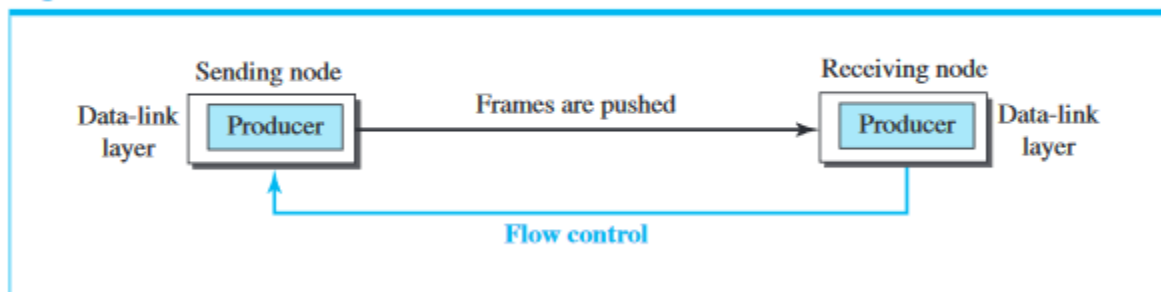 Sending node
Receiving node
Data-link
layer
Producer
Frames are pushed
Producer
Data-link
layer
Flow control